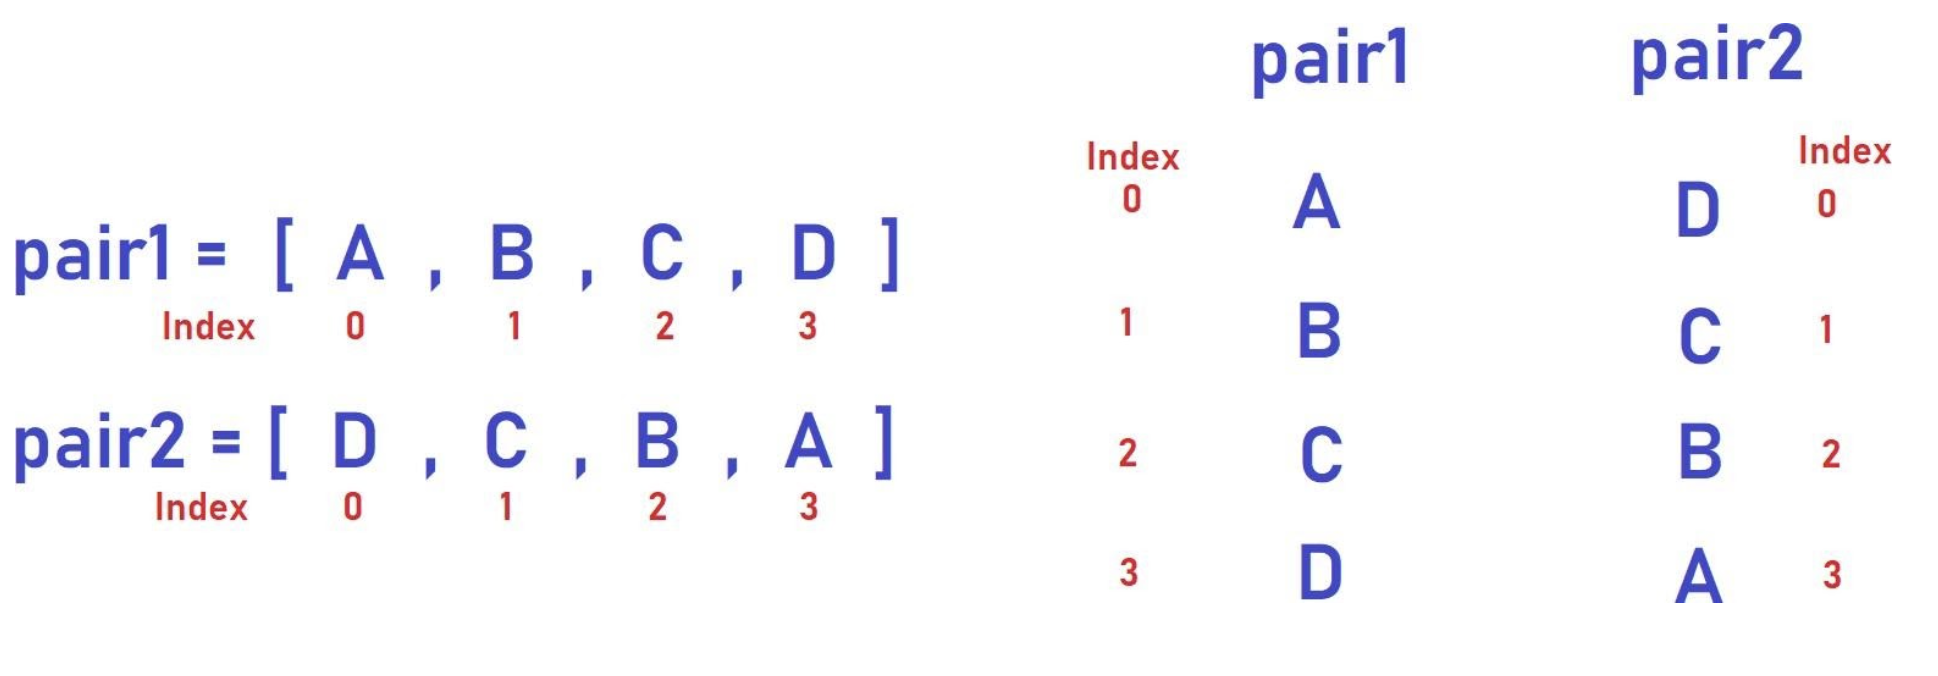 pair1 = [ A , B , C , D ]
Index 0 1 2 3
pair2 = [ D , C , B , A ]
Index 0 1 2 3
pair1 pair2
Index Index
0 A D 0
1 B C 1
2 C B 2
3 D A 3